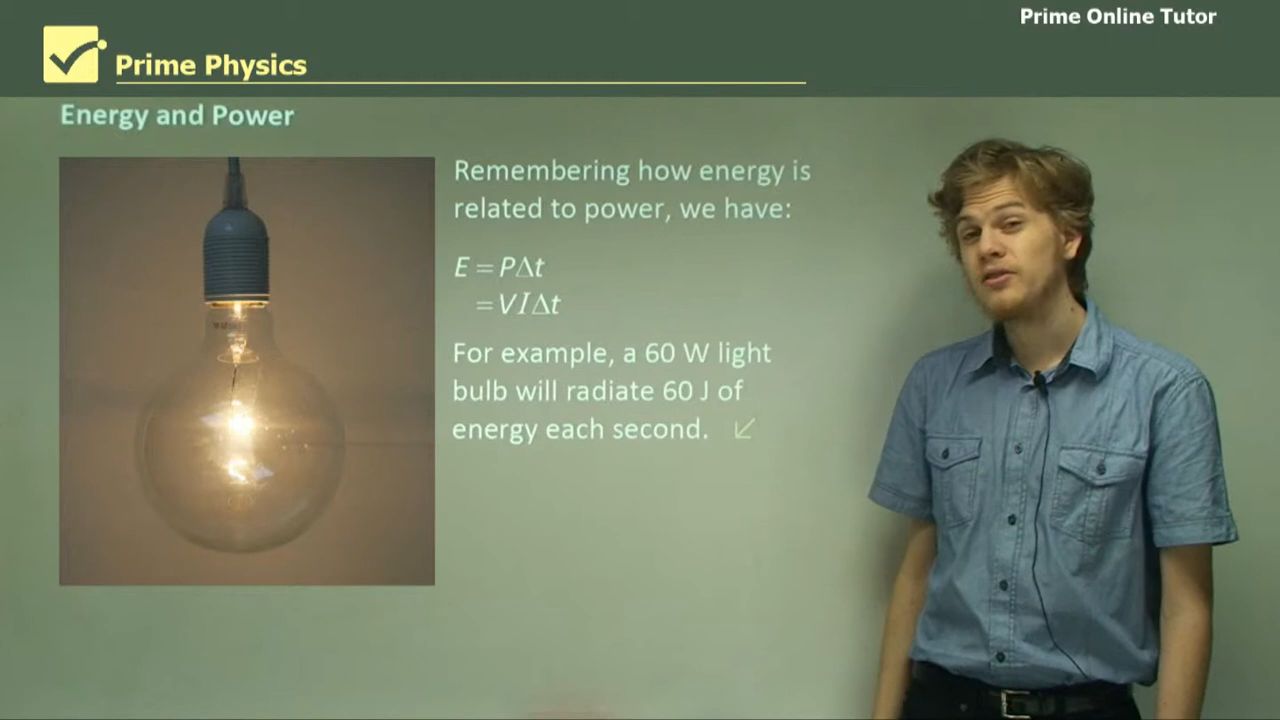 Prime Online Tutor
Prime Physics
Energy and Power
Remembering how energy is
related to power, we have:
E = PΔt
= VIΔt
For example, a 60 W light
bulb will radiate 60 J of
energy each second.